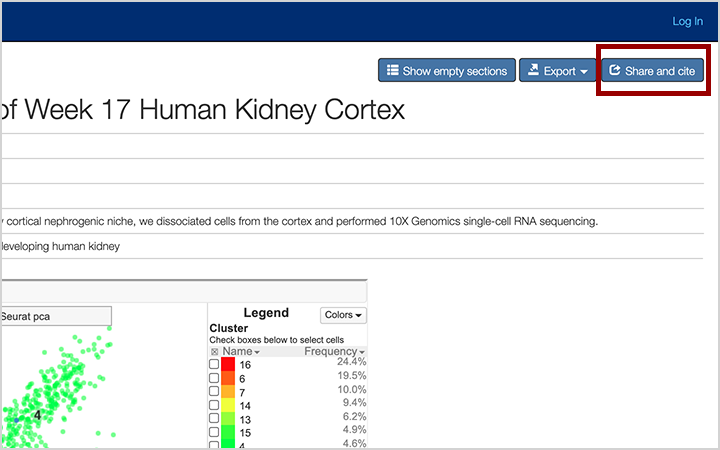 Log In
Show empty sections Export Share and cite
of Week 17 Human Kidney Cortex
cortical nephrogenic niche, we dissociated cells from the cortex and performed 10X Genomics single-cell RNA sequencing.
developing human kidney
Seurat pca
Legend Colors
Cluster
Check boxes below to select cells
Name Frequency
16 24.4%
6 19.5%
7 10.0%
14 9.4%
13 6.2%
15 4.9%
4 4.6%
4